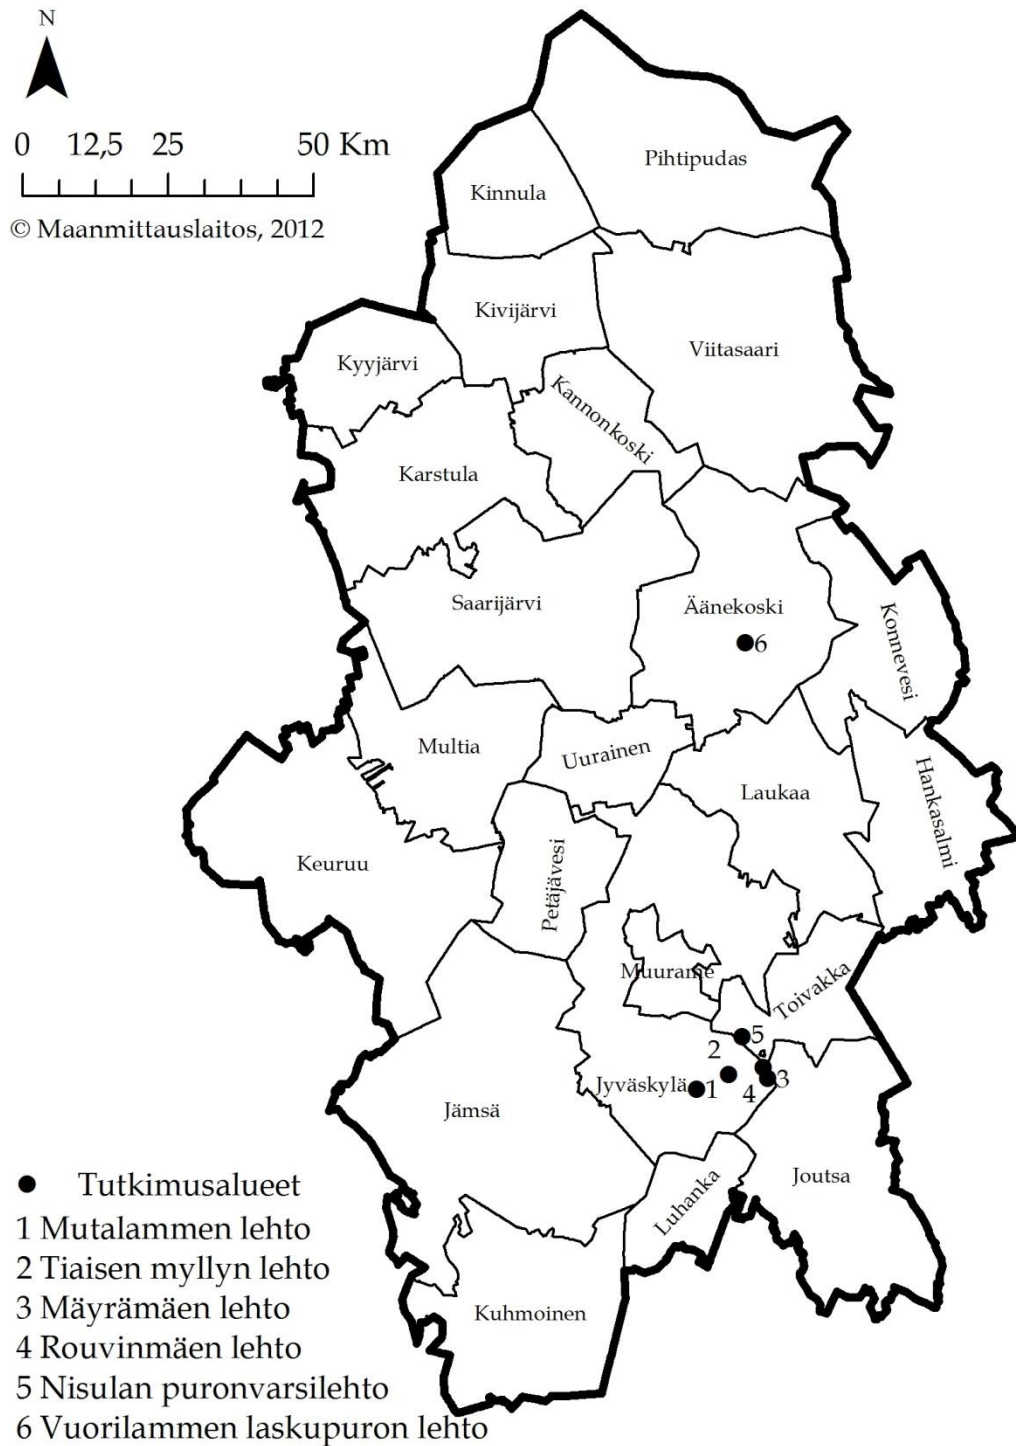 N
0 12,5 25 50 Km
© Maanmittauslaitos, 2012
Pihtipudas
Kinnula
Kivijärvi
Viitasaari
Kyyjärvi
Kannonkoski
Karstula
Saarijärvi
Äänekoski
Konnevesi
6
Multia
Uurainen
Laukaa
Hankasalmi
Keuruu
Petäjävesi
Muurame
Toivakka
5
2
Jyväskylä
1
4
3
Jämsä
Luhanka
Joutsa
Kuhmoinen
● Tutkimusalueet
1 Mutalammen lehto
2 Tiaisen myllyn lehto
3 Mäyrämäen lehto
4 Rouvinmäen lehto
5 Nisulan puronvarsilehto
6 Vuorilammen laskupuron lehto